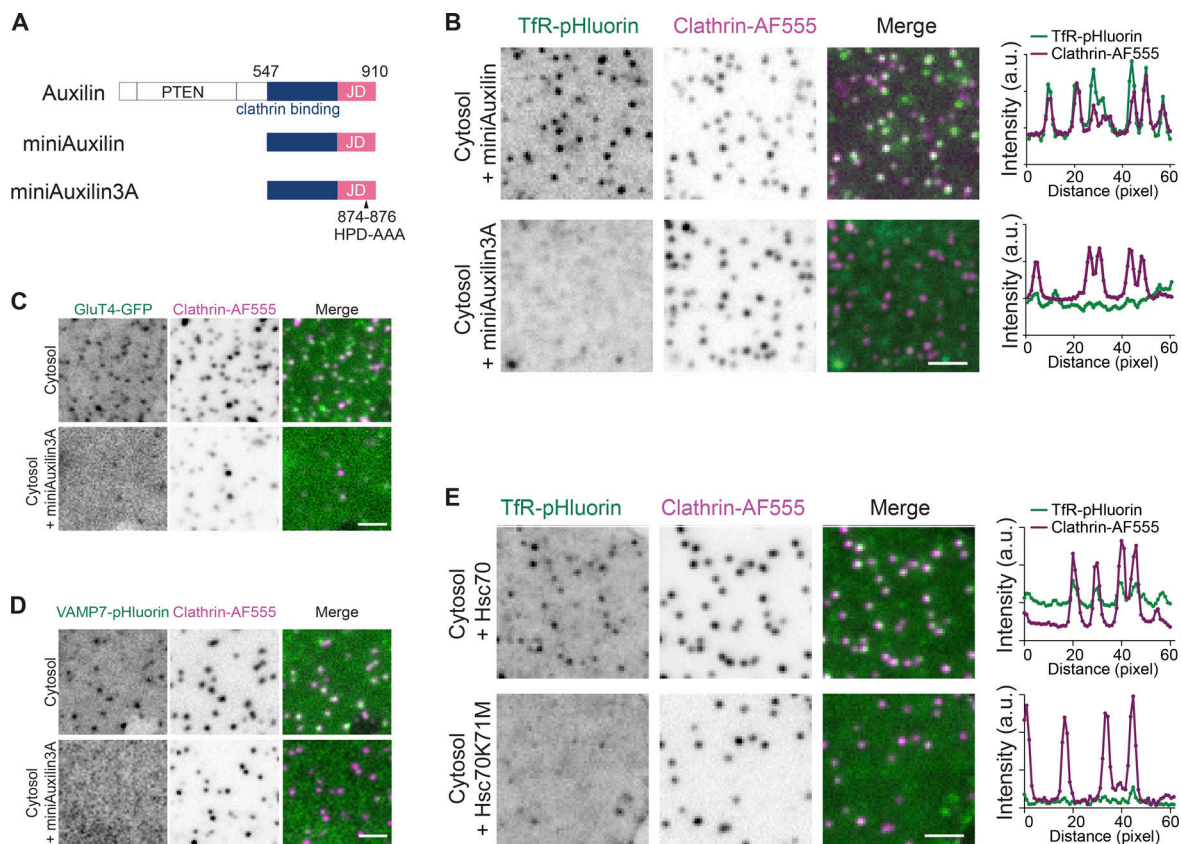 A
547
910
Auxilin
PTEN
JD
clathrin binding
miniAuxilin
JD
miniAuxilin3A
JD
874-876
HPD-AAA
B
TfR-pHluorin
Clathrin-AF555
Merge
Cytosol
+ miniAuxilin
TfR-pHluorin
Clathrin-AF555
Intensity (a.u.)
0 20 40 60
Distance (pixel)
Cytosol
+ miniAuxilin3A
Intensity (a.u.)
0 20 40 60
Distance (pixel)
C
GluT4-GFP
Clathrin-AF555
Merge
Cytosol
Cytosol
+ miniAuxilin3A
D
VAMP7-pHluorin
Clathrin-AF555
Merge
Cytosol
Cytosol
+ miniAuxilin3A
E
TfR-pHluorin
Clathrin-AF555
Merge
Cytosol
+ Hsc70
TfR-pHluorin
Clathrin-AF555
Intensity (a.u.)
0 20 40 60
Distance (pixel)
Cytosol
+ Hsc70K71M
Intensity (a.u.)
0 20 40 60
Distance (pixel)